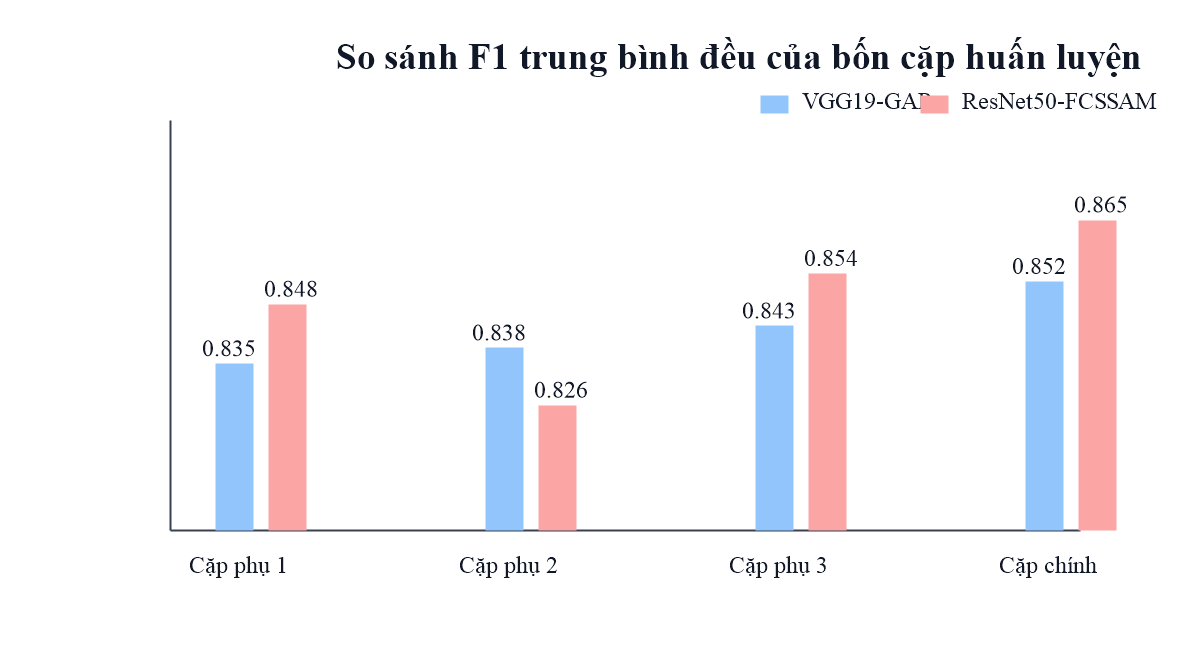 So sánh F1 trung bình đều của bốn cặp huấn luyện
VGG19-GAP ResNet50-FCSSAM
0.865
0.854
0.852
0.848
0.843
0.838
0.835
0.826
Cặp phụ 1 Cặp phụ 2 Cặp phụ 3 Cặp chính